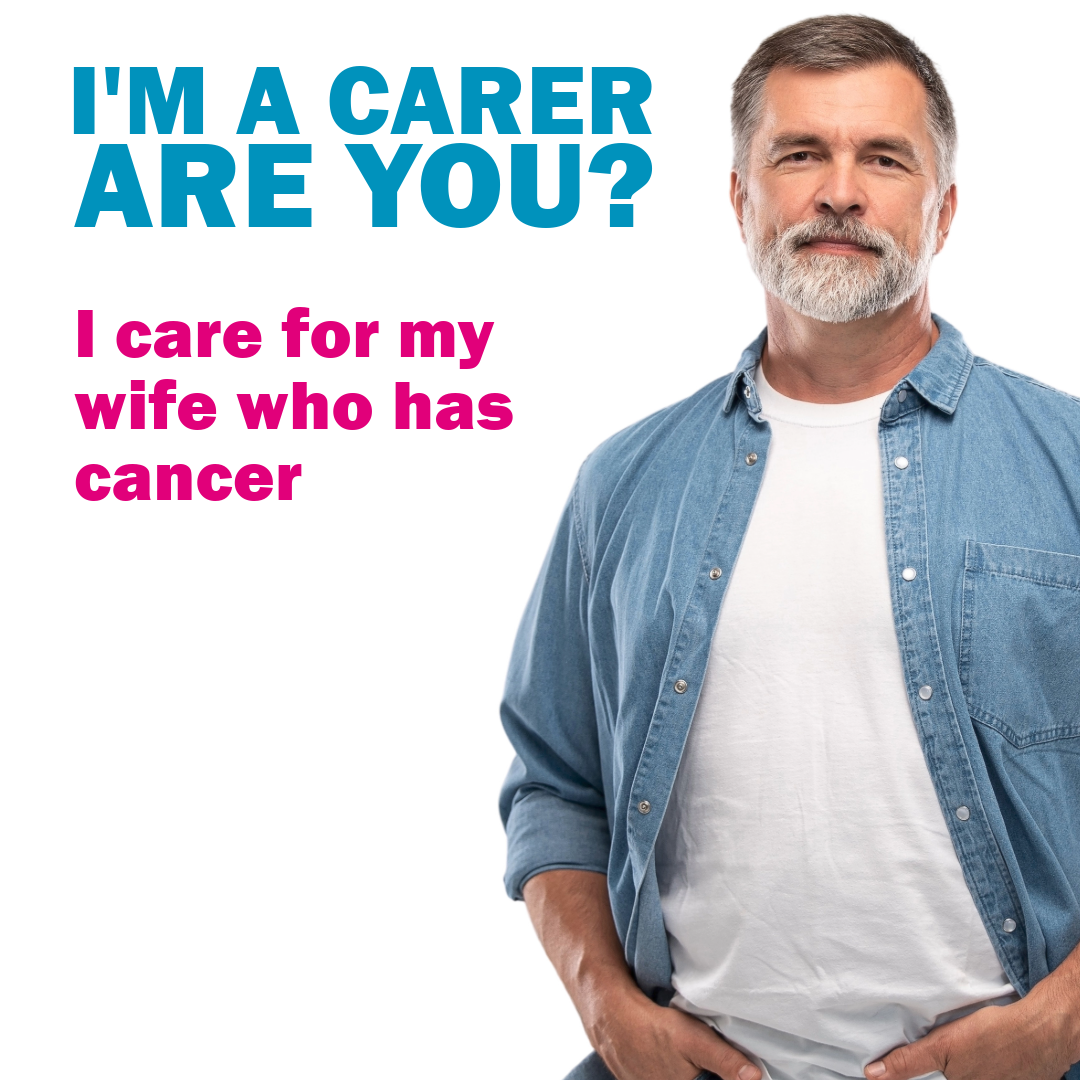 I'M A CARER
ARE YOU?
I care for my
wife who has
cancer